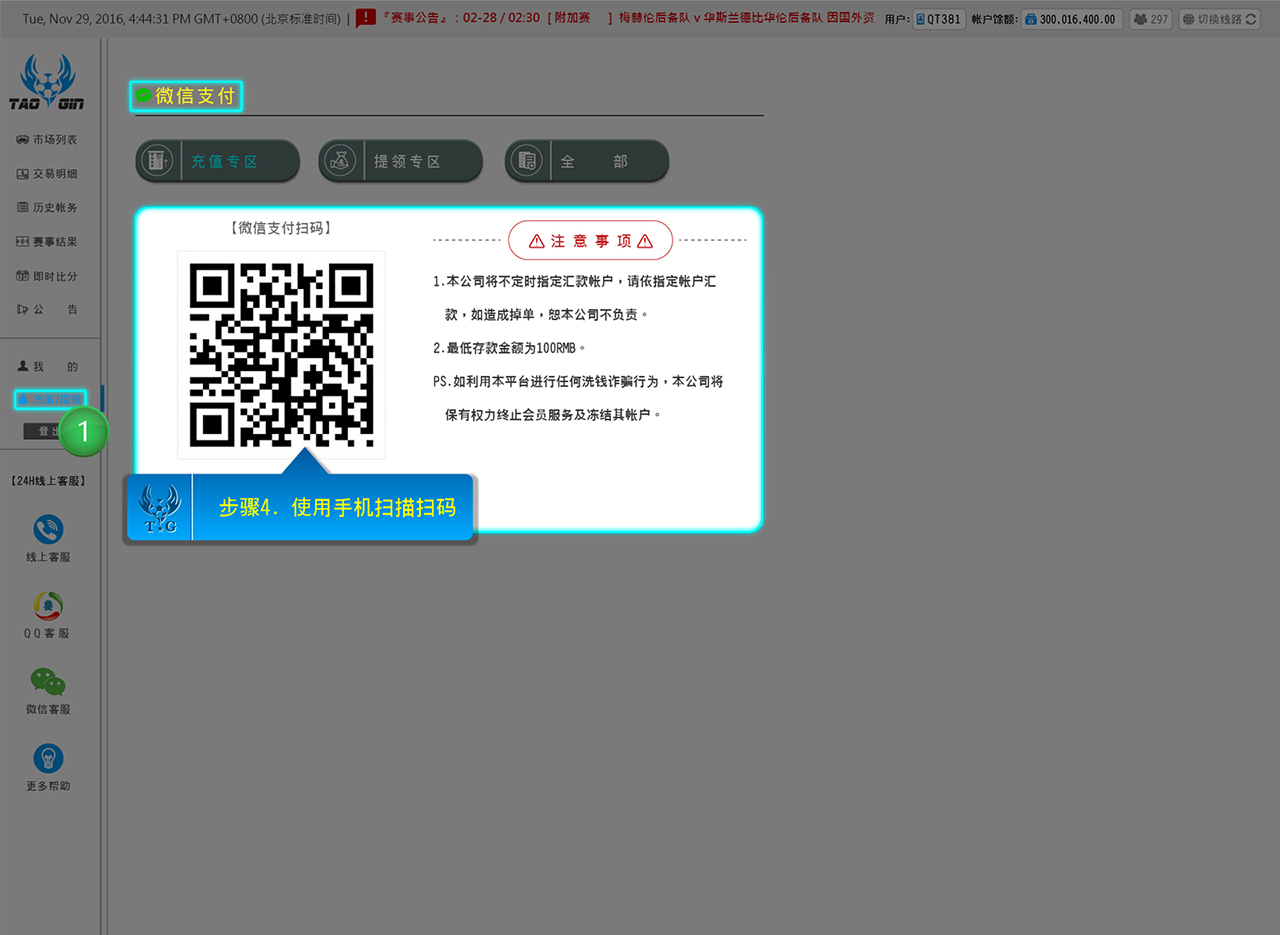 Tue, Nov 29, 2016, 4:44:31 PM GMT+0800 (北京标准时间) | 『赛事公告』：02-28 / 02:30 [ 附加赛 ] 梅赫伦后备队 v 华斯兰德比华伦后备队 因国外资 用户: QT381 帐户馀额: 300,016,400.00 297 切换线路
TAO GIN
微信支付
市场列表
充值专区 提领专区 全 部
交易明细
历史帐务
赛事结果
即时比分
公 告
【微信支付扫码】
注意事项
1.本公司将不定时指定汇款帐户，请依指定帐户汇
款，如造成掉单，恕本公司不负责。
2.最低存款金额为100RMB。
PS.如利用本平台进行任何洗钱诈骗行为，本公司将
保有权力终止会员服务及冻结其帐户。
我 的
登出
1
【24H线上客服】
T G
步骤4. 使用手机扫描扫码
线上客服
QQ客服
微信客服
更多帮助